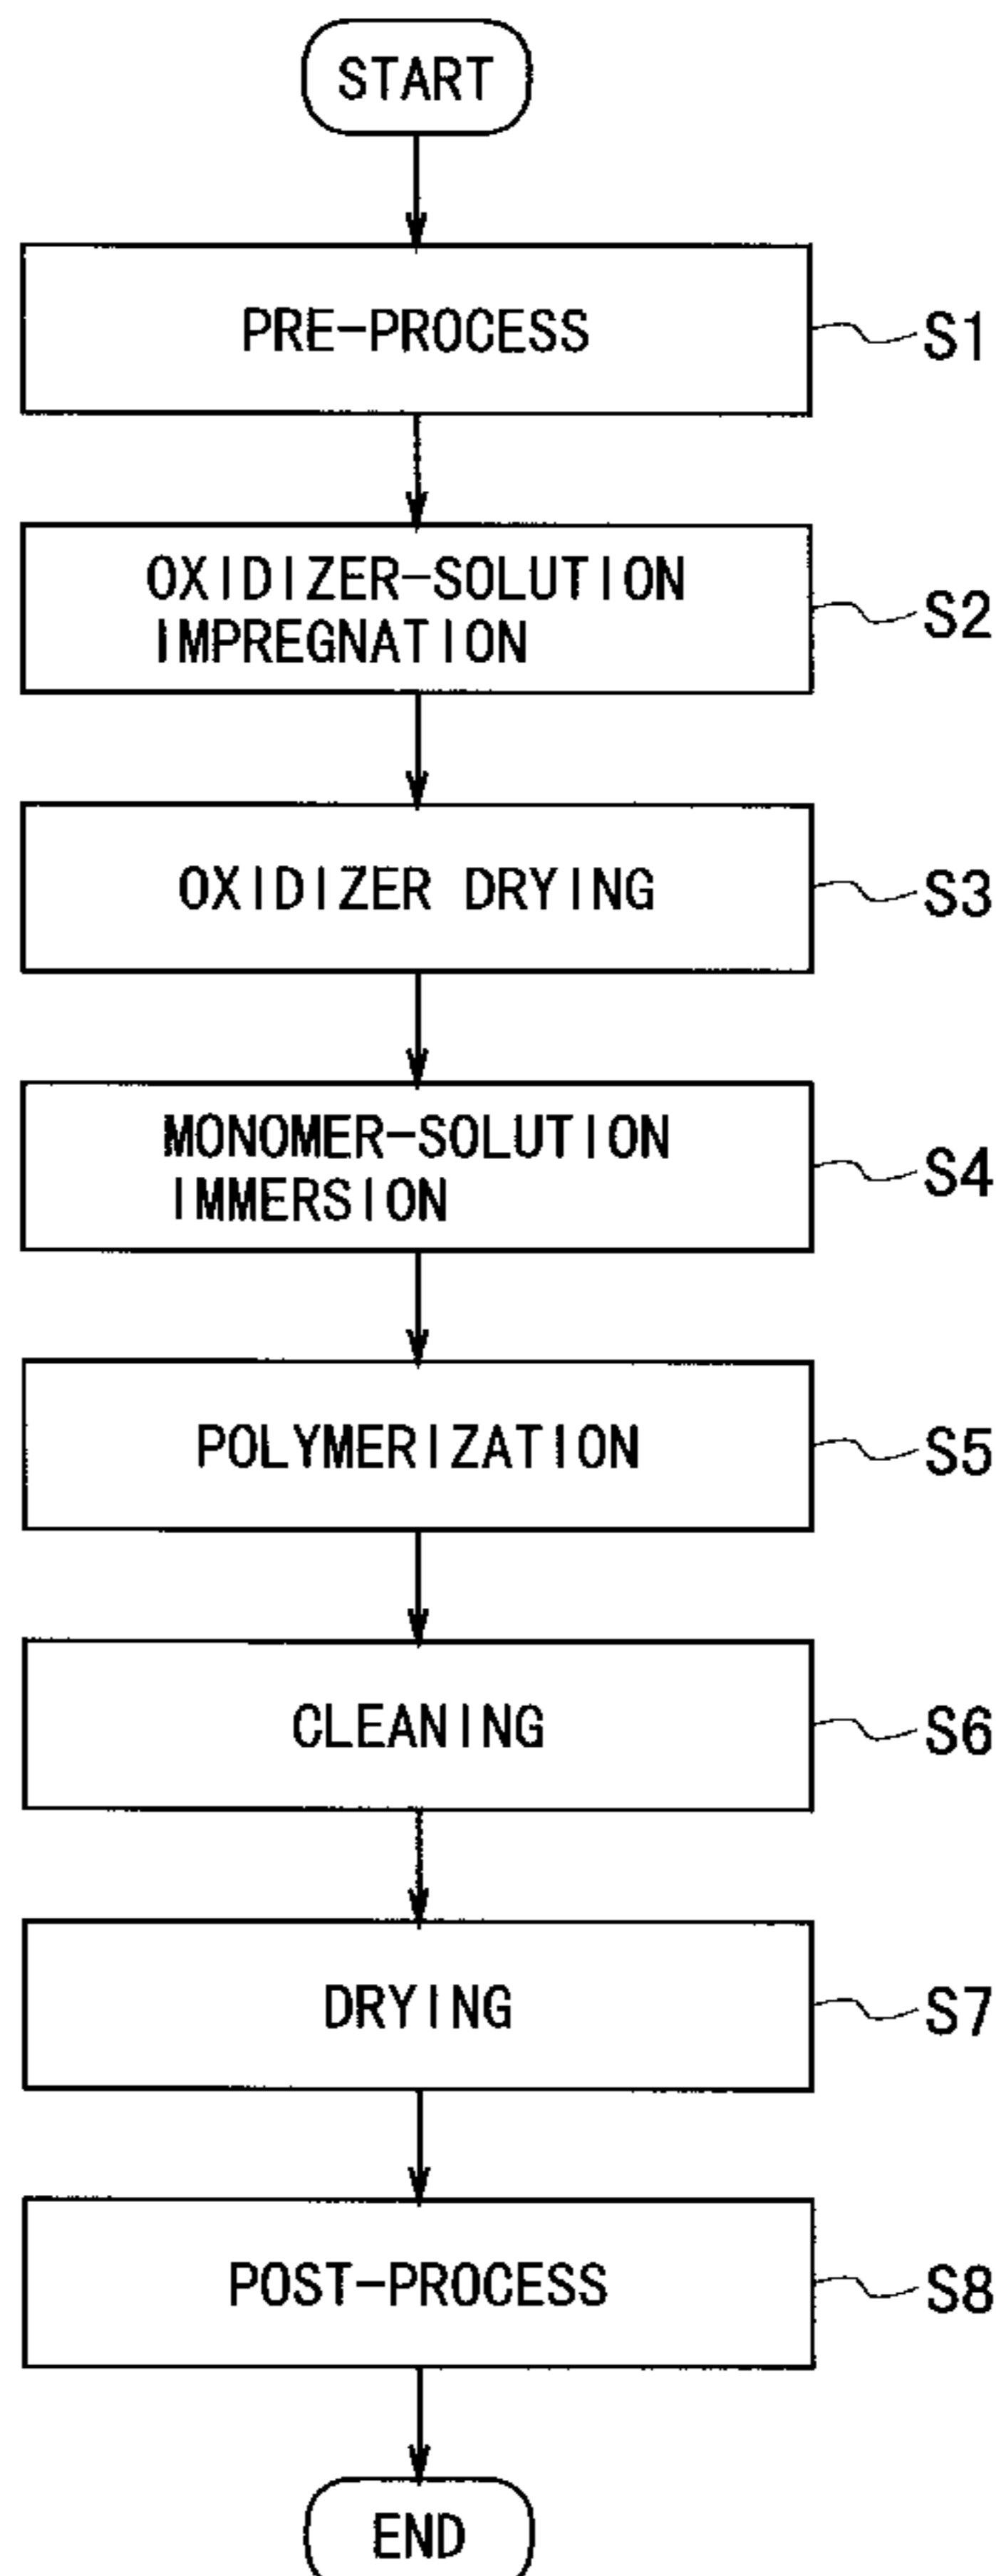 START
PRE-PROCESS
S1
OXIDIZER-SOLUTION
IMPREGNATION
S2
OXIDIZER DRYING
S3
MONOMER-SOLUTION
IMMERSION
S4
POLYMERIZATION
S5
CLEANING
S6
DRYING
S7
POST-PROCESS
S8
END